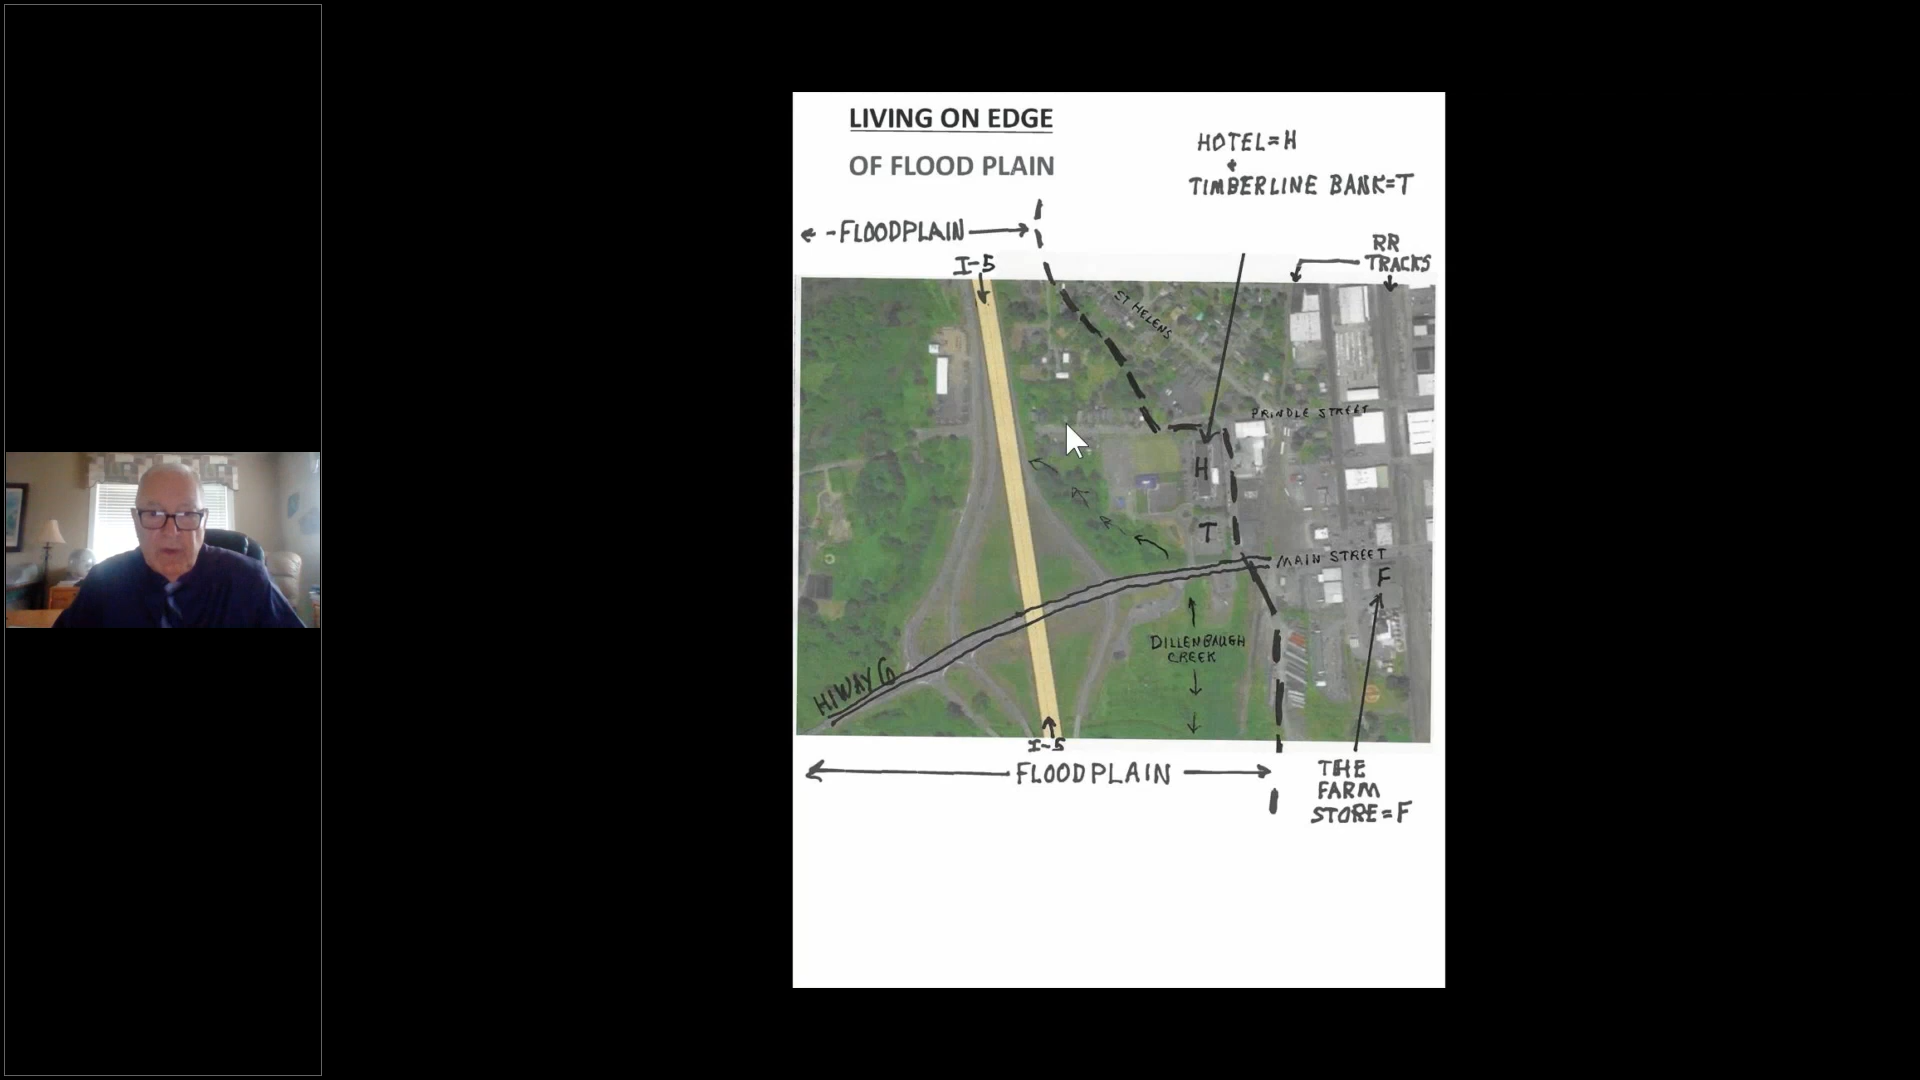 LIVING ON EDGE
OF FLOOD PLAIN
HOTEL=H
+
TIMBERLINE BANK=T
FLOODPLAIN
I-5
RR
TRACKS
ST HELENS
PRINDLE STREET
H
T
MAIN STREET
F
DILLENBAUGH
CREEK
HIWAY 6
I-5
FLOODPLAIN
THE
FARM
STORE=F